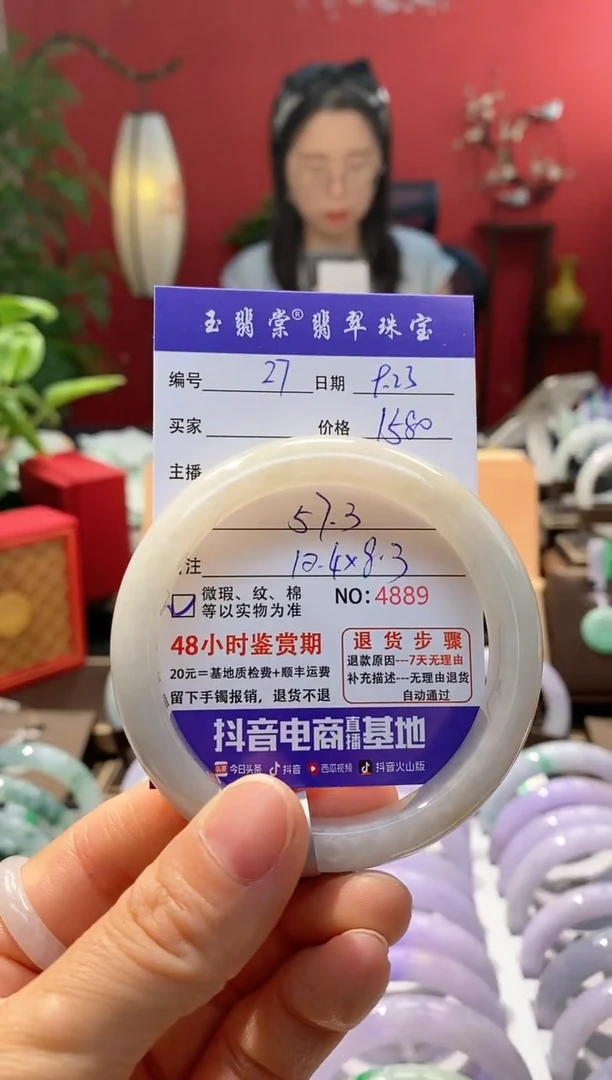 玉翡棠®翡翠珠宝
编号 27 日期 9.23
买家 价格 1580
主播
57.3
注 12.4×8.3
微瑕、纹、棉 NO:4889
等以实物为准
48小时鉴赏期
20元=基地质检费+顺丰运费
留下手镯报销，退货不退
退货步骤
退款原因---7天无理由
补充描述---无理由退货
自动通过
抖音电商直播基地
今日头条 抖音 西瓜视频 抖音火山版